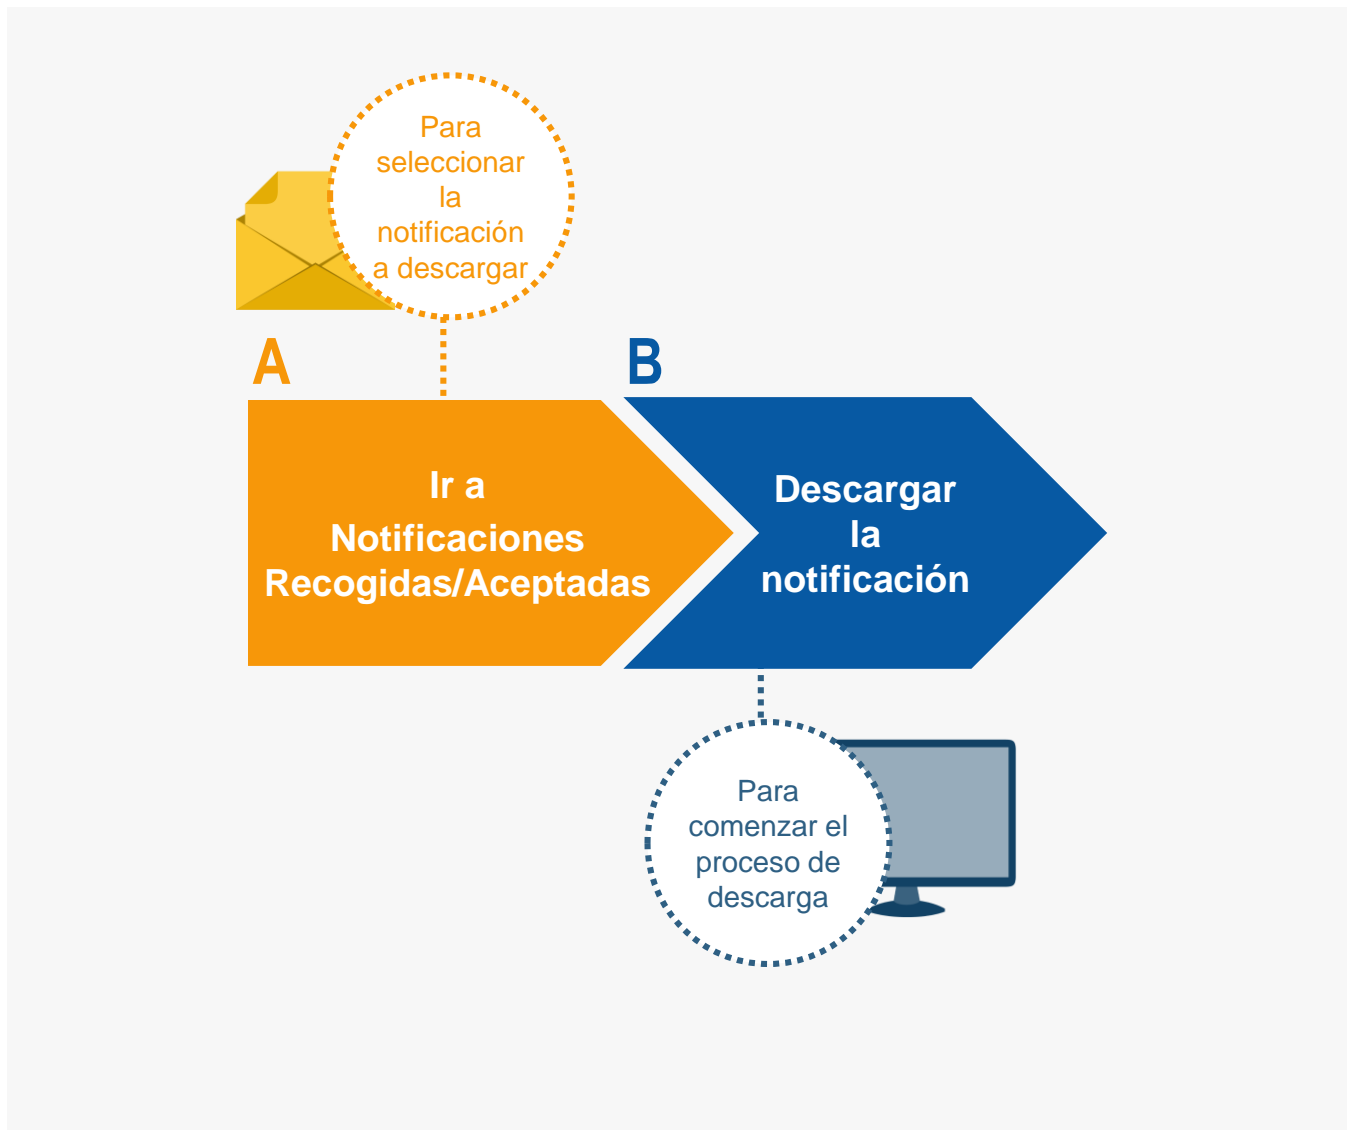 Para
seleccionar
la
notificación
a descargar
A
Ir a
Notificaciones
Recogidas/Aceptadas
B
Descargar
la
notificación
Para
comenzar el
proceso de
descarga